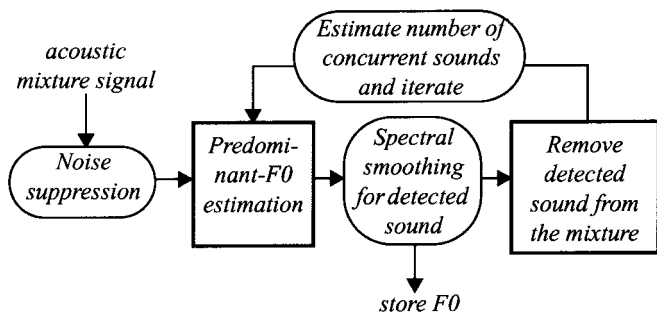 Estimate number of
concurrent sounds
and iterate
acoustic
mixture signal
Noise
suppression
Predomi-
nant-F0
estimation
Spectral
smoothing
for detected
sound
Remove
detected
sound from
the mixture
store F0